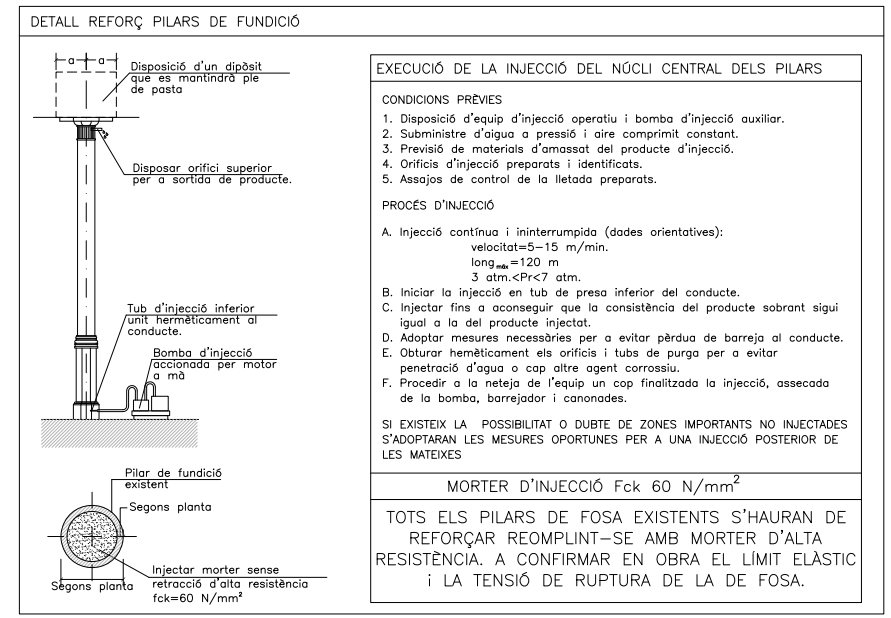 DETALL REFORÇ PILARS DE FUNDICIÓ
a a
Disposició d'un dipòsit
que es mantindrà ple
de pasta
Disposar orifici superior
per a sortida de producte.
Tub d'injecció inferior
unit hermèticament al
conducte.
Bomba d'injecció
accionada per motor
a mà
Pilar de fundició
existent
Segons planta
Injectar morter sense
retracció d'alta resistència
fck=60 N/mm²
Segons planta
EXECUCIÓ DE LA INJECCIÓ DEL NÚCLI CENTRAL DELS PILARS
CONDICIONS PRÈVIES
1. Disposició d'equip d'injecció operatiu i bomba d'injecció auxiliar.
2. Subministre d'aigua a pressió i aire comprimit constant.
3. Previsió de materials d'amassat del producte d'injecció.
4. Orificis d'injecció preparats i identificats.
5. Assajos de control de la lletada preparats.
PROCÉS D'INJECCIÓ
A. Injecció contínua i ininterrumpida (dades orientatives):
velocitat=5-15 m/min.
long màx=120 m
3 atm.<Pr<7 atm.
B. Iniciar la injecció en tub de presa inferior del conducte.
C. Injectar fins a aconseguir que la consistència del producte sobrant sigui
igual a la del producte injectat.
D. Adoptar mesures necessàries per a evitar pèrdua de barreja al conducte.
E. Obturar hemèticament els orificis i tubs de purga per a evitar
penetració d'agua o cap altre agent corrossiu.
F. Procedir a la neteja de l'equip un cop finalitzada la injecció, assecada
de la bomba, barrejador i canonades.
SI EXISTEIX LA POSSIBILITAT O DUBTE DE ZONES IMPORTANTS NO INJECTADES
S'ADOPTARAN LES MESURES OPORTUNES PER A UNA INJECCIÓ POSTERIOR DE
LES MATEIXES
MORTER D'INJECCIÓ Fck 60 N/mm²
TOTS ELS PILARS DE FOSA EXISTENTS S'HAURAN DE
REFORÇAR REOMPLINT-SE AMB MORTER D'ALTA
RESISTÈNCIA. A CONFIRMAR EN OBRA EL LÍMIT ELÀSTIC
i LA TENSIÓ DE RUPTURA DE LA DE FOSA.